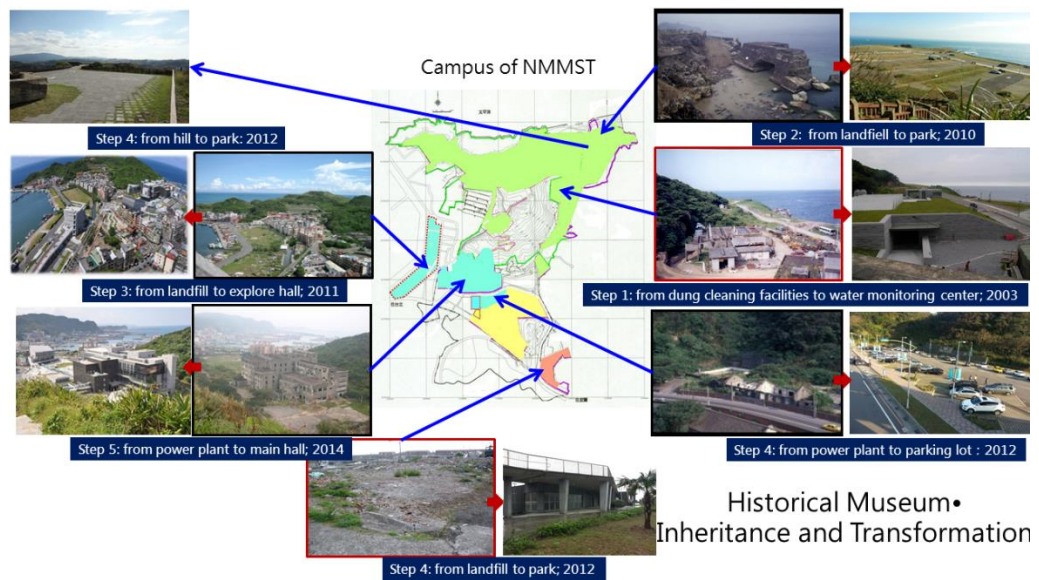 Campus of NMMST
Step 4: from hill to park: 2012
Step 2: from landfiell to park; 2010
Step 3: from landfill to explore hall; 2011
Step 1: from dung cleaning facilities to water monitoring center; 2003
Step 5: from power plant to main hall; 2014
Step 4: from power plant to parking lot : 2012
Step 4: from landfill to park; 2012
Historical Museum•
Inheritance and Transformation